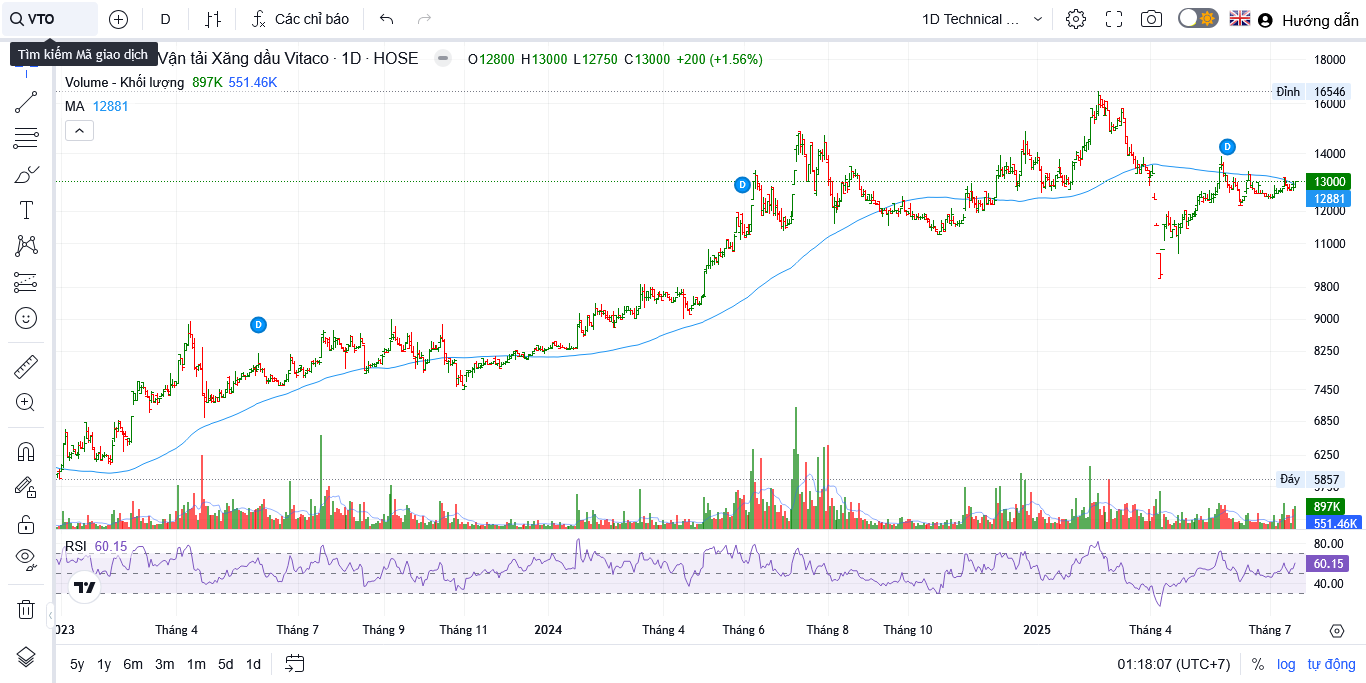 VTO
D
Các chỉ báo
1D Technical ...
Hướng dẫn
Tìm kiếm Mã giao dịch
Vận tải Xăng dầu Vitaco · 1D · HOSE
O12800 H13000 L12750 C13000 +200 (+1.56%)
Volume - Khối lượng 897K 551.46K
MA 12881
18000
Đỉnh 16546
16000
14000
13000
12881
12000
11000
9800
9000
8250
7450
6850
6250
Đáy 5857
897K
551.46K
D
D
D
RSI 60.15
80.00
60.15
40.00
023 Tháng 4 Tháng 7 Tháng 9 Tháng 11 2024 Tháng 4 Tháng 6 Tháng 8 Tháng 10 2025 Tháng 4 Tháng 7
5y 1y 6m 3m 1m 5d 1d
01:18:07 (UTC+7) % log tự động